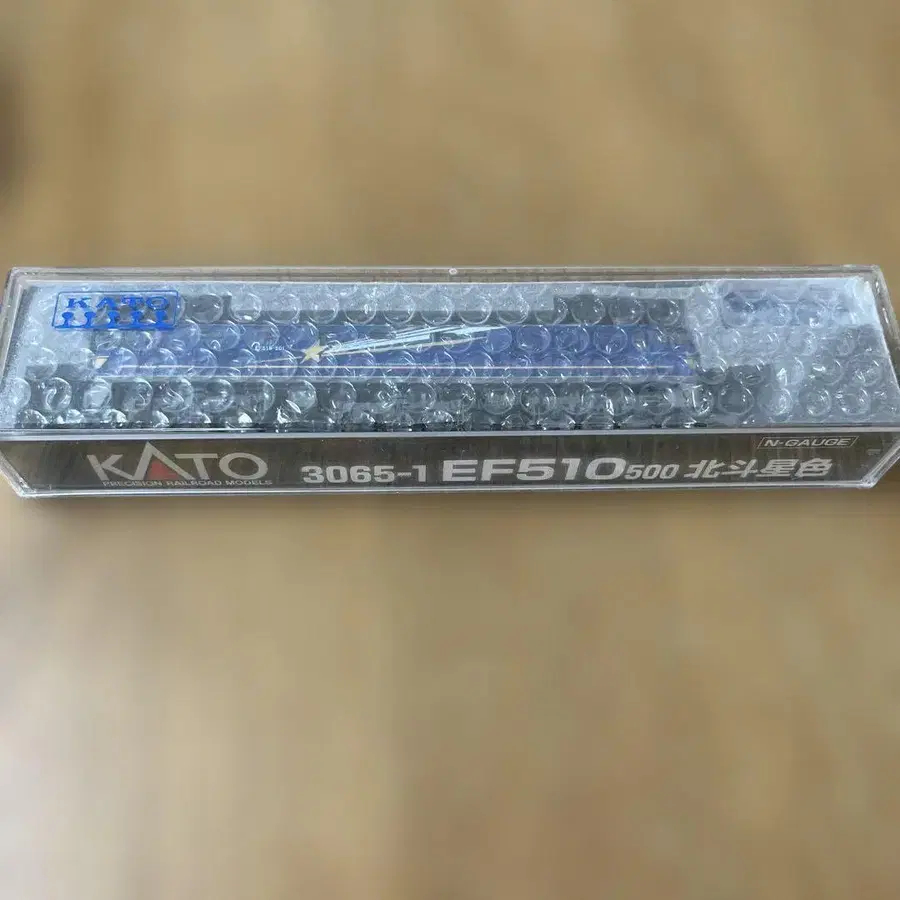 KATO
N-GAUGE
KATO 3065-1 EF510 500 北斗星色
PRECISION RAILROAD MODELS